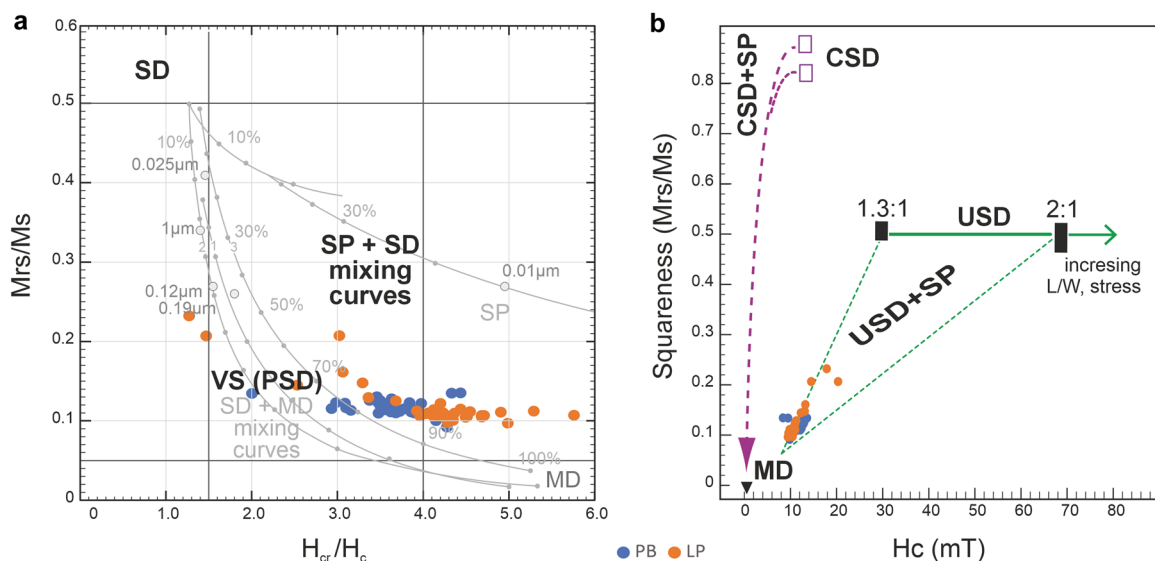 a
0.6
0.5
0.4
0.3
0.2
0.1
0
Mrs/Ms
SD
10%
10%
0.025µm
30%
1µm
30%
2 1 3
SP + SD
mixing
curves
0.01µm
SP
0.12µm
0.19µm
50%
70%
VS (PSD)
SD + MD
mixing
curves
90%
100%
MD
0
1.0
2.0
3.0
4.0
5.0
6.0
Hcr/Hc
PB
LP
b
0.8
0.7
0.6
0.5
0.4
0.3
0.2
0.1
0
Squareness (Mrs/Ms)
CSD+SP
CSD
1.3:1
USD
2:1
incresing
L/W, stress
USD+SP
MD
0
10
20
30
40
50
60
70
80
Hc (mT)